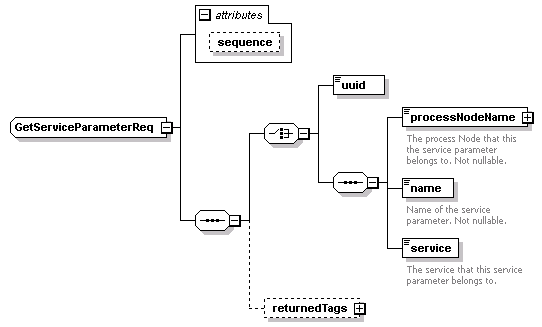 attributes
sequence
GetServiceParameterReq
uuid
processNodeName
The process Node that this
the service parameter
belongs to. Not nullable.
name
Name of the service
parameter. Not nullable.
service
The service that this service
parameter belongs to.
returnedTags